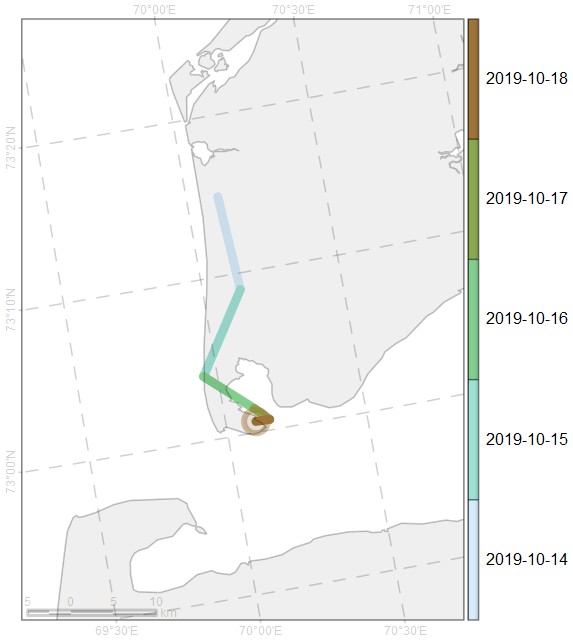 70°00'E 70°30'E 71°00'E
73°20'N
73°10'N
73°00'N
2019-10-18
2019-10-17
2019-10-16
2019-10-15
2019-10-14
5 0 5 10
km
69°30'E 70°00'E 70°30'E